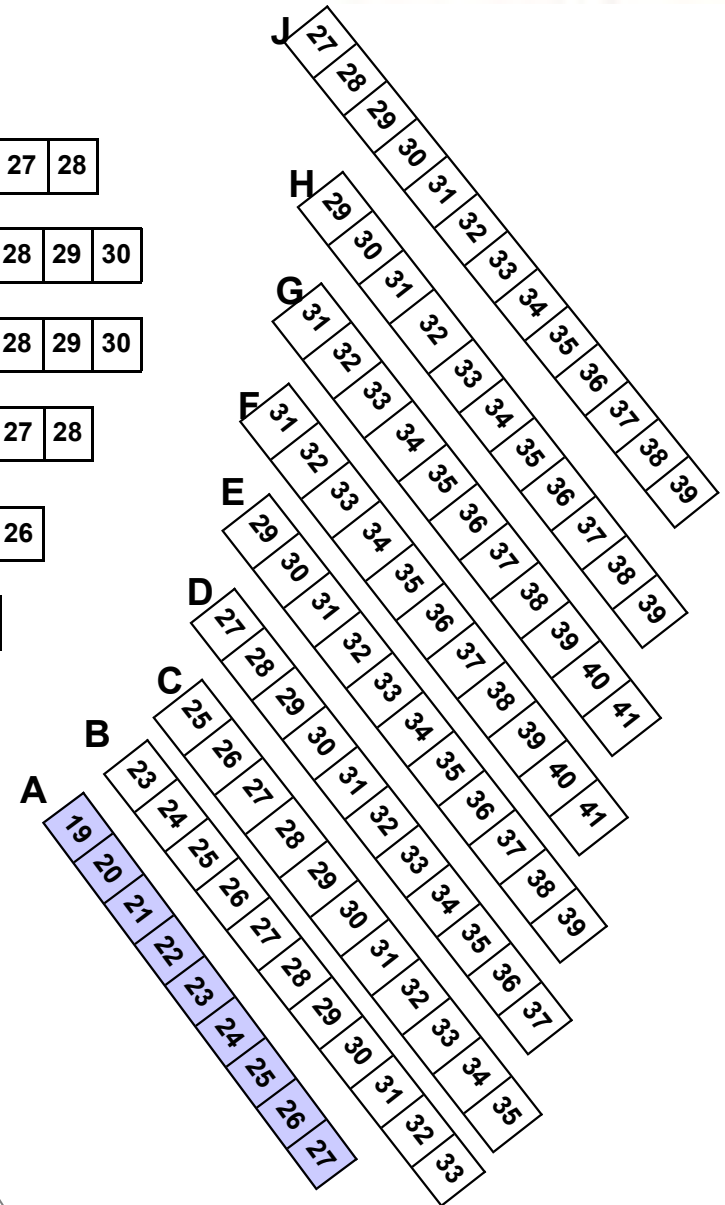 27 28
28 29 30
28 29 30
27 28
26
J 27 28 29 30 31 32 33 34 35 36 37 38 39
H 29 30 31 32 33 34 35 36 37 38 39
G 31 32 33 34 35 36 37 38 39 40 41
F 31 32 33 34 35 36 37 38 39 40 41
E 29 30 31 32 33 34 35 36 37 38 39
D 27 28 29 30 31 32 33 34 35 36 37
C 25 26 27 28 29 30 31 32 33 34 35
B 23 24 25 26 27 28 29 30 31 32 33
A 19 20 21 22 23 24 25 26 27